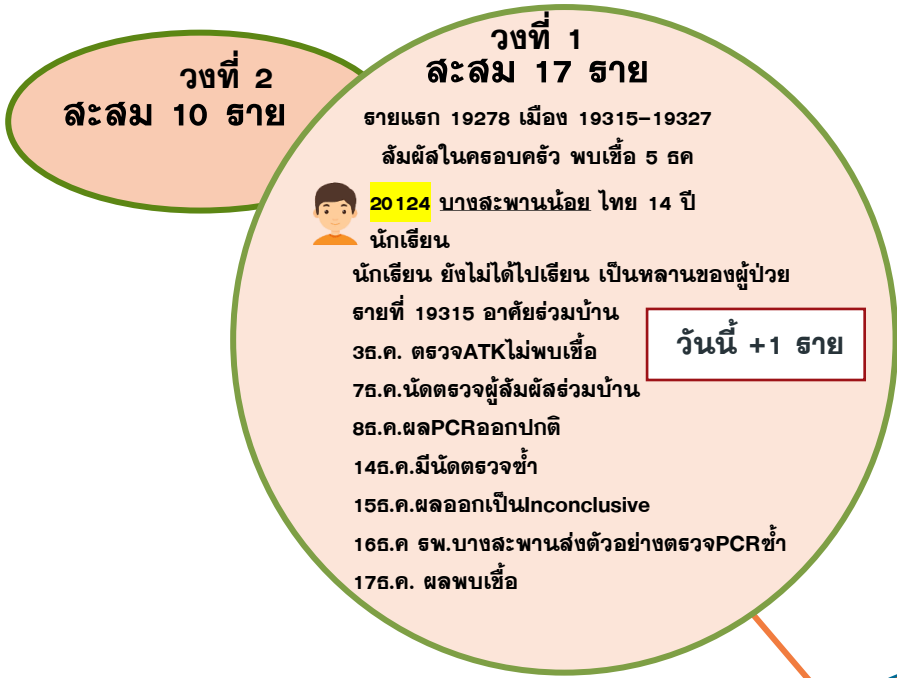 วงที่ 2
สะสม 10 ราย
วงที่ 1
สะสม 17 ราย
รายแรก 19278 เมือง 19315-19327
สัมผัสในครอบครัว พบเชื้อ 5 ธค
20124 บางสะพานน้อย ไทย 14 ปี
นักเรียน
นักเรียน ยังไม่ได้ไปเรียน เป็นหลานของผู้ป่วย
รายที่ 19315 อาศัยร่วมบ้าน
วันนี้ +1 ราย
3ธ.ค. ตรวจATKไม่พบเชื้อ
7ธ.ค.นัดตรวจผู้สัมผัสร่วมบ้าน
8ธ.ค.ผลPCRออกปกติ
14ธ.ค.มีนัดตรวจซ้ำ
15ธ.ค.ผลออกเป็นInconclusive
16ธ.ค รพ.บางสะพานส่งตัวอย่างตรวจPCRซ้ำ
17ธ.ค. ผลพบเชื้อ